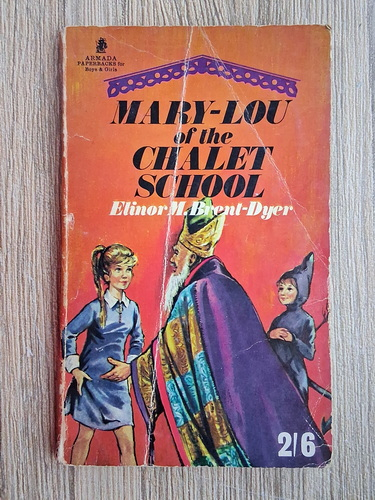 ARMADA
PAPERBACKS for
Boys & Girls
MARY-LOU
of the
CHALET
SCHOOL
Elinor M. Brent-Dyer
2/6